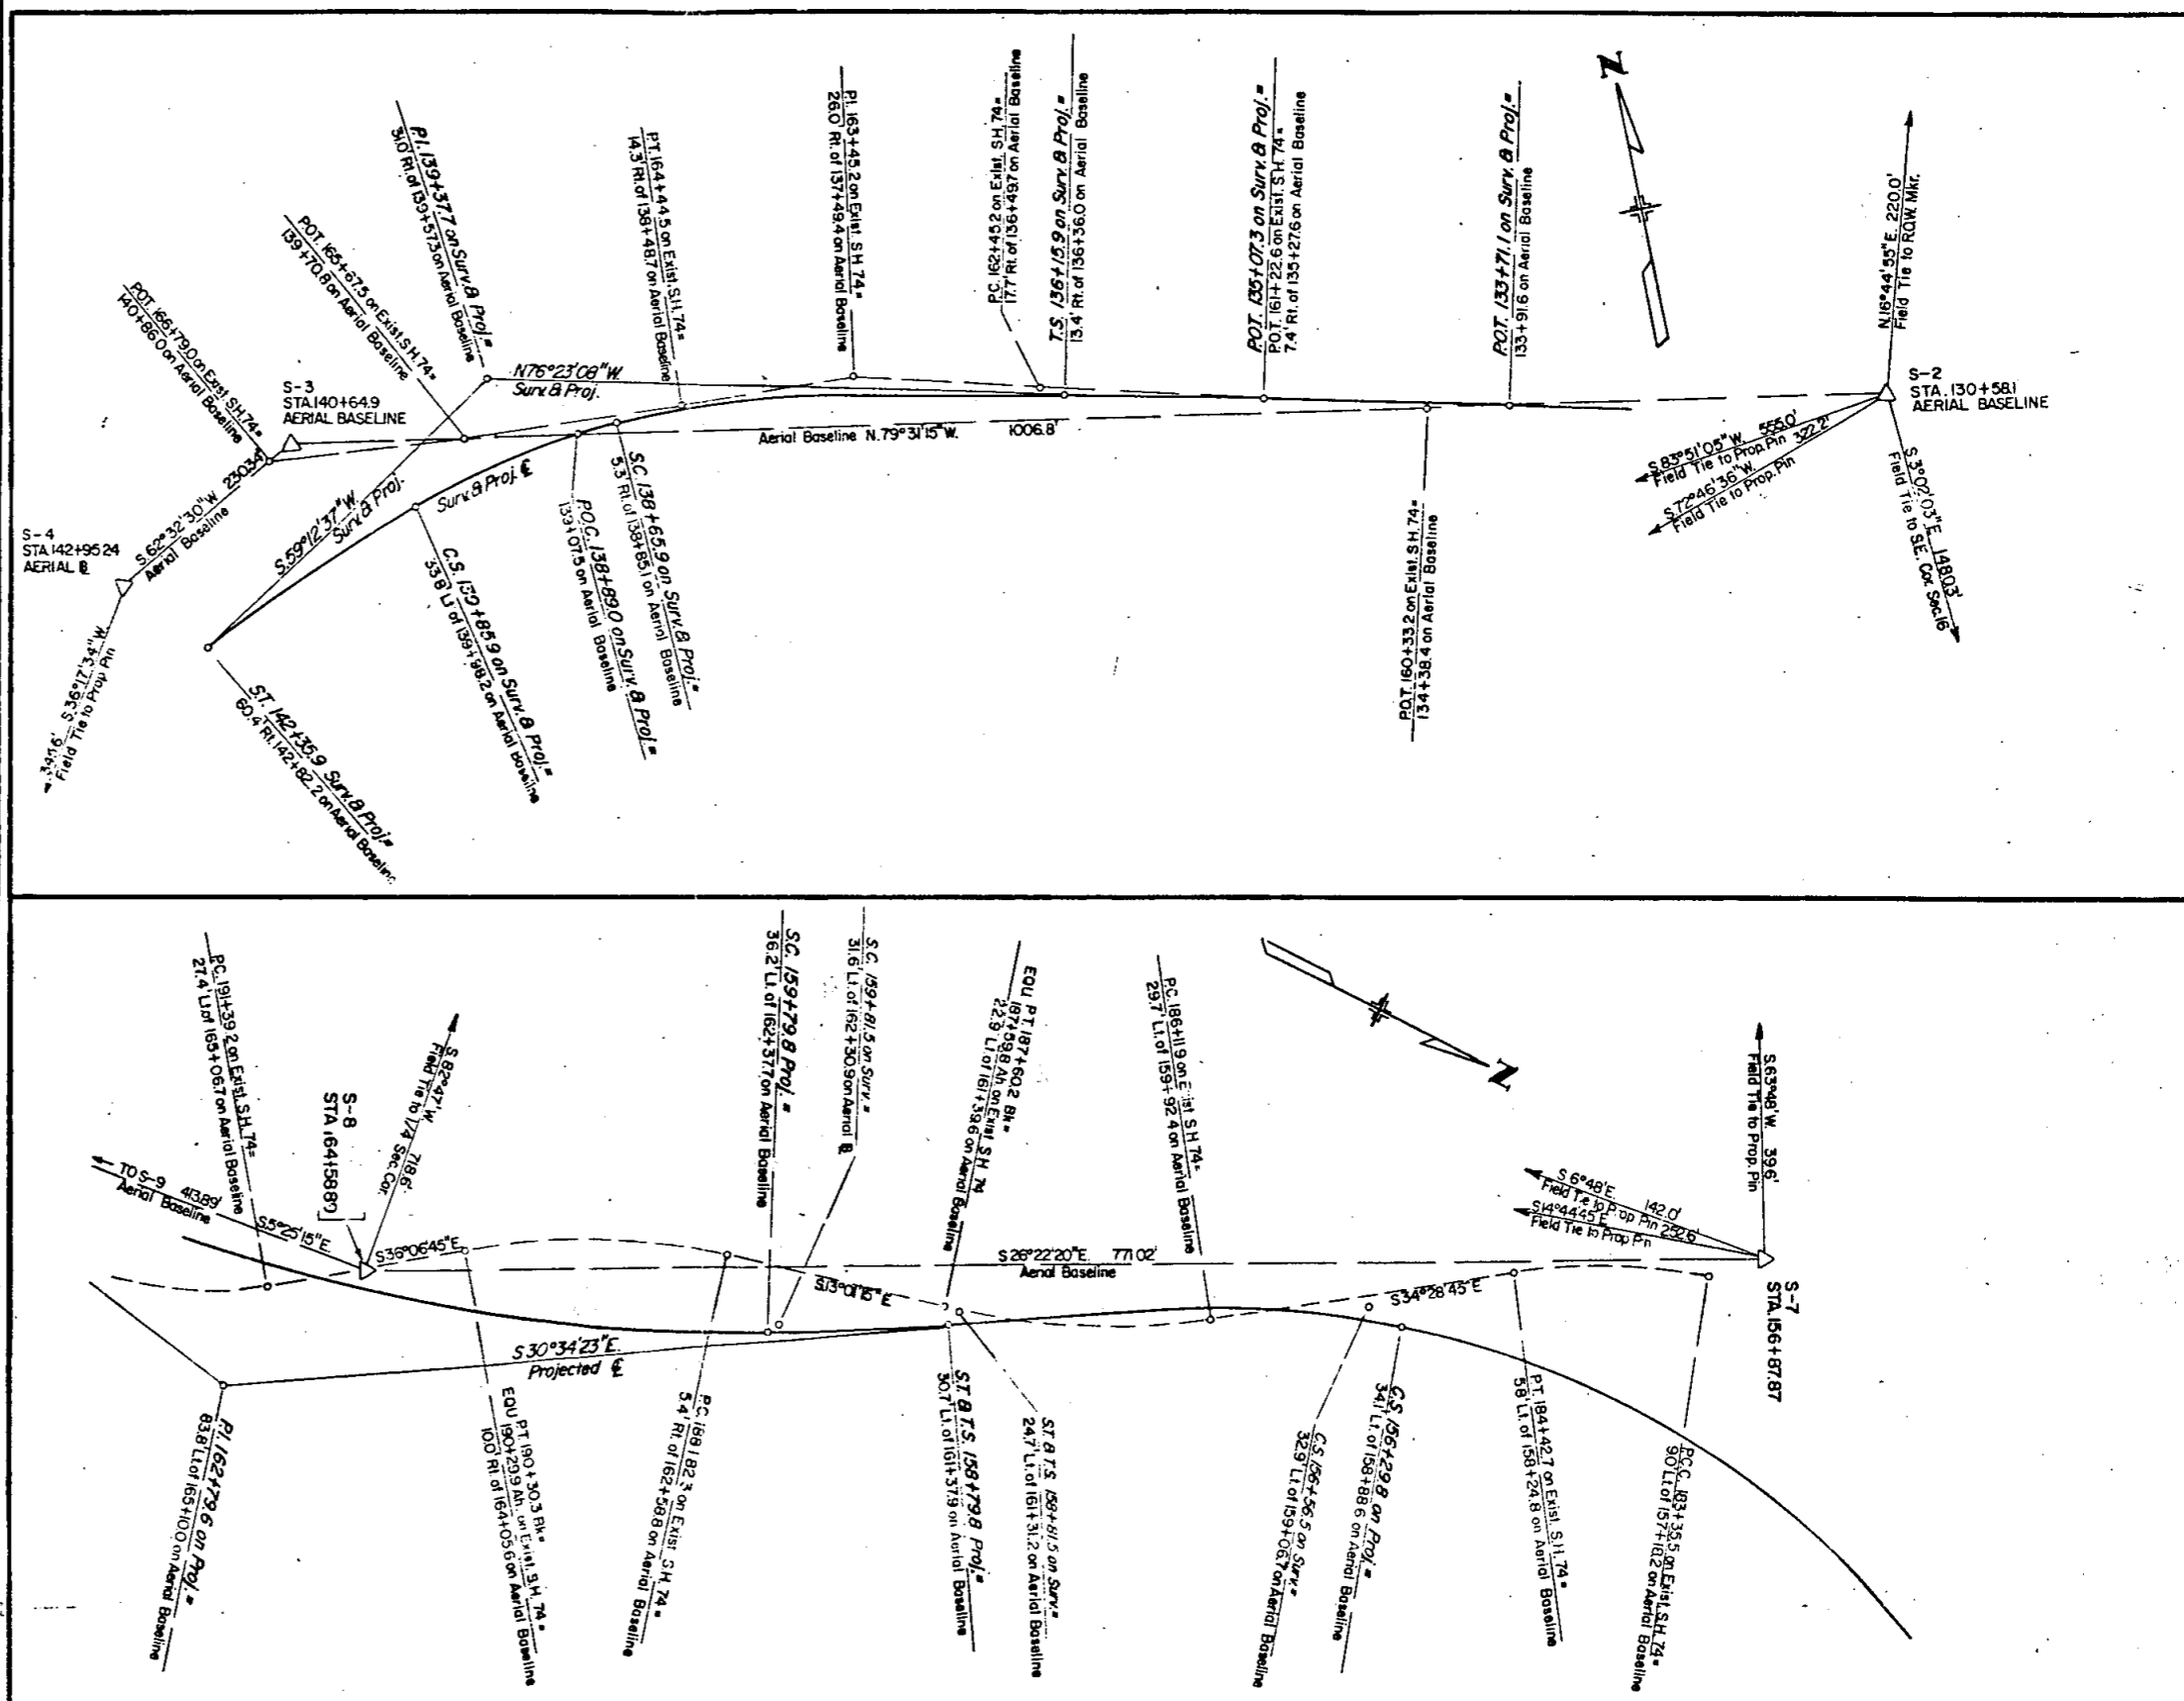 P.I. 139+37.7 on Surv. & Proj.=
31.0' Rt. of 139+57.3 on Aerial Baseline
POT. 165+67.5 on Exist. S.H. 74=
139+70.8 on Aerial Baseline
POT. 166+79.0 on Exist. S.H. 74=
140+86.0 on Aerial Baseline
P.T. 164+44.5 on Exist. S.H. 74=
14.3' Rt. of 138+48.7 on Aerial Baseline
P.I. 163+45.2 on Exist. S.H. 74=
26.0' Rt. of 137+49.4 on Aerial Baseline
P.C. 162+45.2 on Exist. S.H. 74=
17.7' Rt. of 136+49.7 on Aerial Baseline
T.S. 136+15.9 on Surv. & Proj.=
13.4' Rt. of 136+36.0 on Aerial Baseline
P.O.T. 135+07.3 on Surv. & Proj.=
P.O.T. 161+22.6 on Exist. S.H. 74=
7.4' Rt. of 135+27.6 on Aerial Baseline
P.O.T. 133+71.1 on Surv. & Proj.=
133+91.6 on Aerial Baseline
N
N.16°44'55"E. 220.0'
Field Tie to R.O.W. Mkr.
S-2
STA. 130+58.1
AERIAL BASELINE
S.83°51'05"W. 555.0'
Field Tie to Prop. Pin
S.72°46'36"W. 322.2'
Field Tie to Prop. Pin
S.3°02'03"E. 1480.3'
Field Tie to S.E. Cor. Sec.16
S-3
STA.140+64.9
AERIAL BASELINE
N76°23'08"W.
Surv. & Proj.
Aerial Baseline N.79°31'15"W. 1006.8'
S.59°12'37"W.
Surv. & Proj.
Surv. & Proj. ℄
S.62°32'30"W. 230.34'
Aerial Baseline
S-4
STA.142+95.24
AERIAL B
S.36°17'34"W.
Field Tie to Prop Pin
S.T. 142+35.9 Surv. & Proj.=
60.4' Rt. 142+82.2 on Aerial Baseline
C.S. 139+85.9 on Surv. & Proj.=
33.8' Lt. of 139+98.2 on Aerial Baseline
P.O.C. 138+89.0 on Surv. & Proj.=
139+07.5 on Aerial Baseline
S.C. 138+65.9 on Surv. & Proj.=
5.3' Rt. of 138+85.1 on Aerial Baseline
P.O.T. 160+33.2 on Exist. S.H. 74=
134+38.4 on Aerial Baseline
P.C. 191+39.2 on Exist. S.H. 74=
27.4' Lt. of 165+06.7 on Aerial Baseline
S-8
STA.164+58.89
S.82°47'W. 718.6'
Field Tie to 1/4 Sec. Cor.
S.C. 159+79.8 Proj.=
36.2' Lt. of 162+37.7 on Aerial Baseline
S.C. 159+81.5 on Surv.=
31.6' Lt. of 162+30.9 on Aerial B
EQU. P.T. 187+60.2 Bk=
187+59.8 Ah. on Exist. S.H. 74
22.9' Lt. of 161+39.6 on Aerial Baseline
P.C. 186+11.9 on Exist S.H. 74=
29.7' Lt. of 159+92.4 on Aerial Baseline
N
S.63°48'W. 39.6'
Field Tie to Prop. Pin
S 6°48'E. 142.0'
Field Tie to Prop Pin
S.14°44'45"E. 252.6'
Field Tie to Prop Pin
S-7
STA. 156+87.87
TO S-9 413.89'
Aerial Baseline
S.5°25'15"E.
S36°06'45"E.
S.13°01'15"E
S 26°22'20"E. 771.02'
Aerial Baseline
S34°28'45"E
S 30°34'23"E.
Projected ℄
P.I. 162+79.6 on Proj.=
83.8' Lt. of 165+10.0 on Aerial Baseline
EQU P.T. 190+30.3 Bk=
190+29.9 Ah. on Exist. S.H. 74=
10.0' Rt. of 164+05.6 on Aerial Baseline
P.C. 188+82.3 on Exist S.H. 74=
5.4' Rt. of 162+58.8 on Aerial Baseline
S.T. & T.S. 158+79.8 Proj.=
30.7' Lt. of 161+37.9 on Aerial Baseline
S.T. & T.S. 158+81.5 on Surv.=
24.7' Lt. of 161+31.2 on Aerial Baseline
C.S. 156+56.5 on Surv.=
32.9' Lt. of 159+06.7 on Aerial Baseline
C.S. 156+29.8 on Proj.=
34.1' Lt. of 158+88.6 on Aerial Baseline
P.T. 184+42.7 on Exist. S.H. 74=
5.8' Lt. of 158+24.8 on Aerial Baseline
P.C.C. 183+35.5 on Exist. S.H. 74=
9.0' Lt. of 157+18.2 on Aerial Baseline